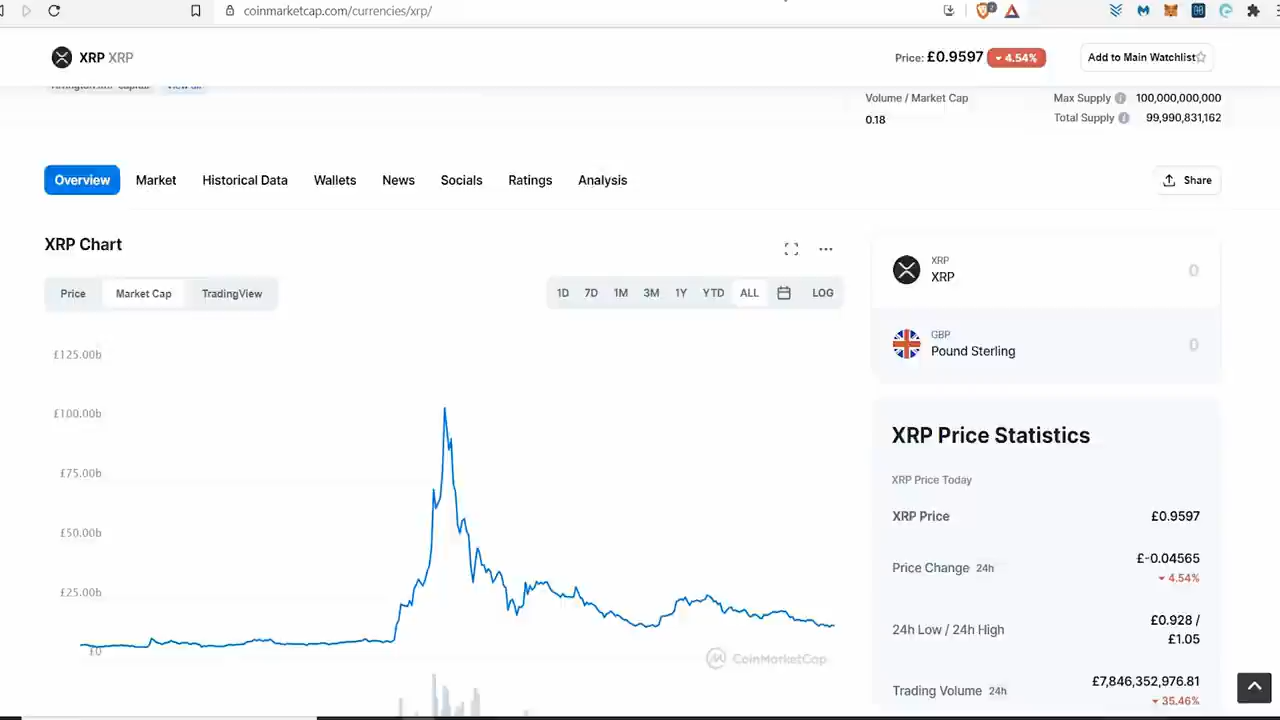 coinmarketcap.com/currencies/xrp/
XRP XRP
Price: £0.9597 4.54%
Add to Main Watchlist
Volume / Market Cap
0.18
Max Supply 100,000,000,000
Total Supply 99,990,831,162
Overview Market Historical Data Wallets News Socials Ratings Analysis
Share
XRP Chart
Price Market Cap TradingView
1D 7D 1M 3M 1Y YTD ALL LOG
£125.00b
£100.00b
£75.00b
£50.00b
£25.00b
£0
CoinMarketCap
XRP
XRP
0
GBP
Pound Sterling
0
XRP Price Statistics
XRP Price Today
XRP Price £0.9597
Price Change 24h £-0.04565
4.54%
24h Low / 24h High £0.928 /
£1.05
Trading Volume 24h £7,846,352,976.81
35.46%